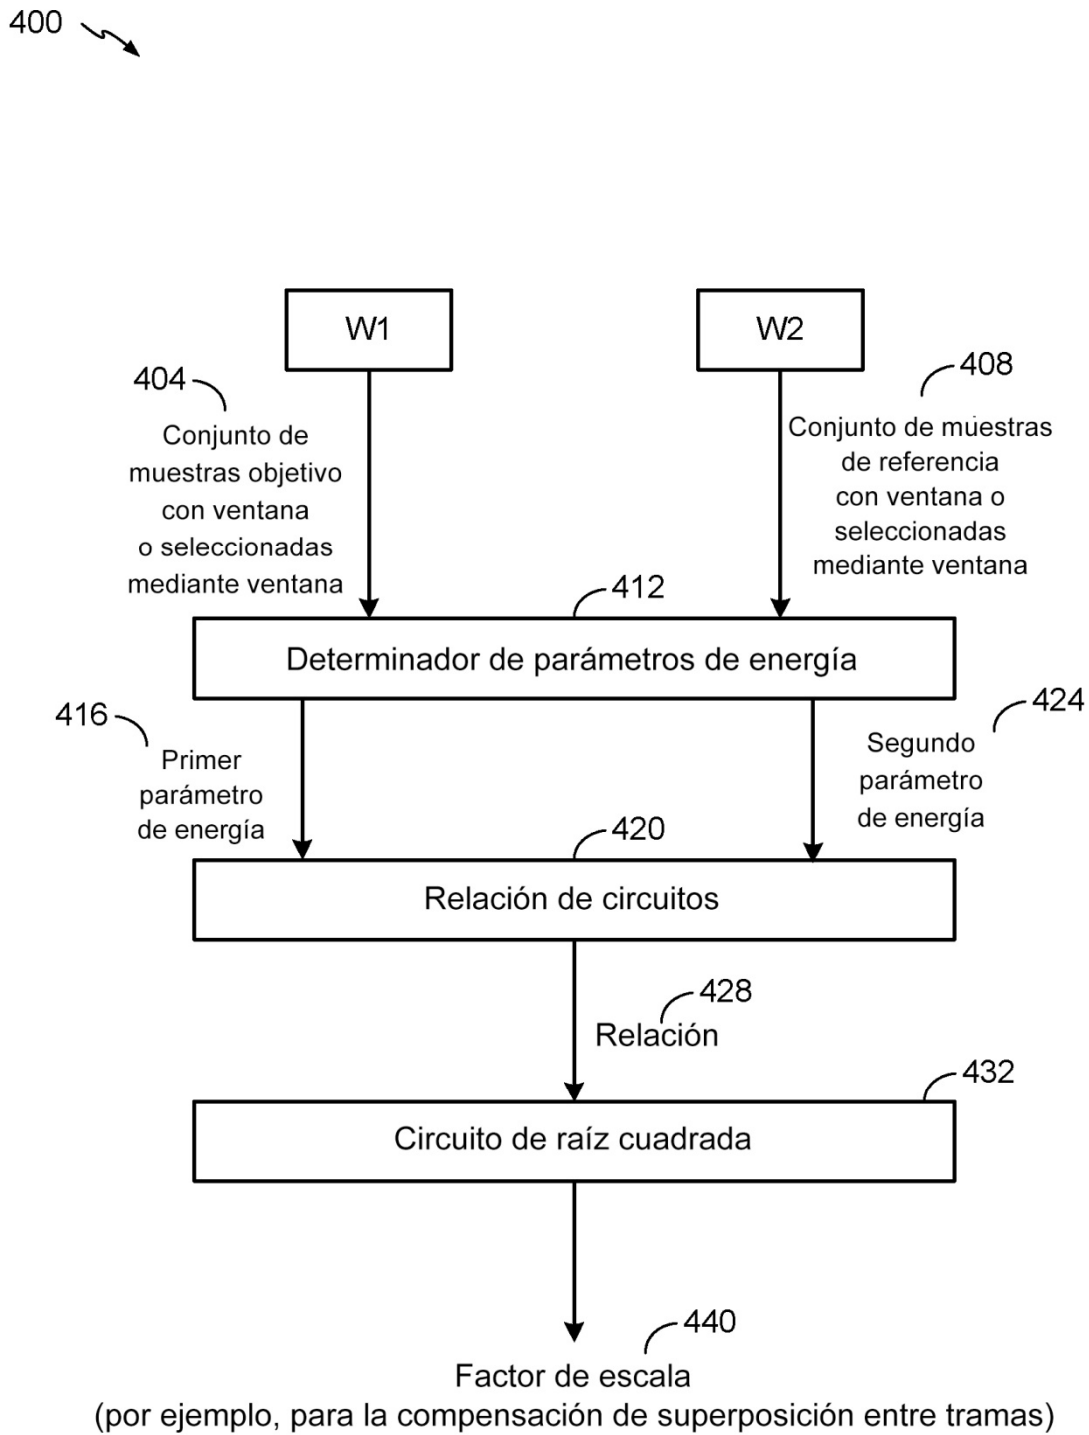 400
W1
W2
404
408
Conjunto de
muestras objetivo
con ventana
o seleccionadas
mediante ventana
Conjunto de muestras
de referencia
con ventana o
seleccionadas
mediante ventana
412
Determinador de parámetros de energía
416
424
Primer
parámetro
de energía
Segundo
parámetro
de energía
420
Relación de circuitos
428
Relación
432
Circuito de raíz cuadrada
440
Factor de escala
(por ejemplo, para la compensación de superposición entre tramas)